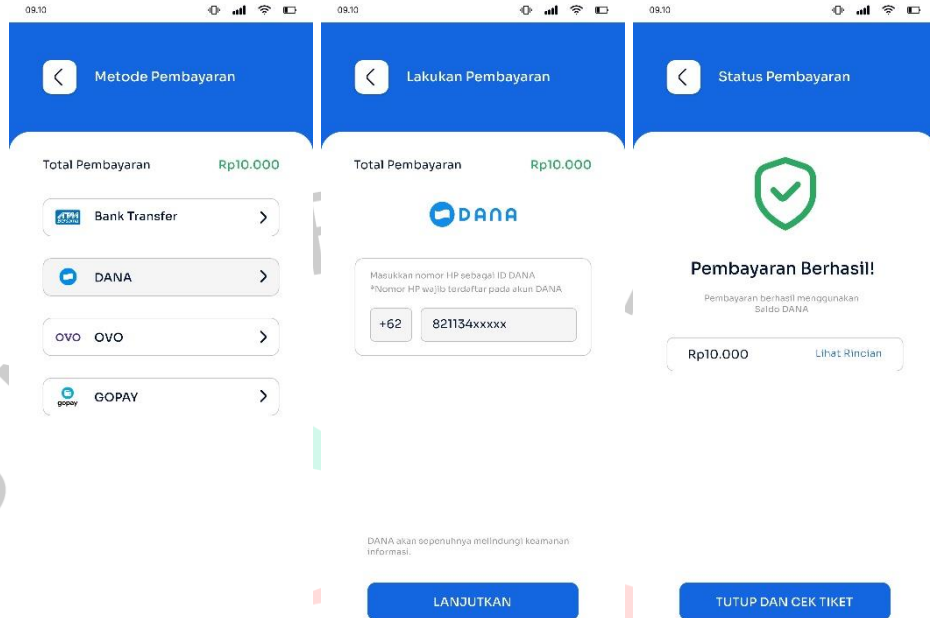 09.10
Metode Pembayaran
Total Pembayaran Rp10.000
ATM BERSAMA Bank Transfer
DANA
OVO OVO
gopay GOPAY
09.10
Lakukan Pembayaran
Total Pembayaran Rp10.000
DANA
Masukkan nomor HP sebagai ID DANA
*Nomor HP wajib terdaftar pada akun DANA
+62 821134xxxxx
DANA akan sepenuhnya melindungi keamanan
informasi.
LANJUTKAN
09.10
Status Pembayaran
Pembayaran Berhasil!
Pembayaran berhasil menggunakan
Saldo DANA
Rp10.000 Lihat Rincian
TUTUP DAN CEK TIKET